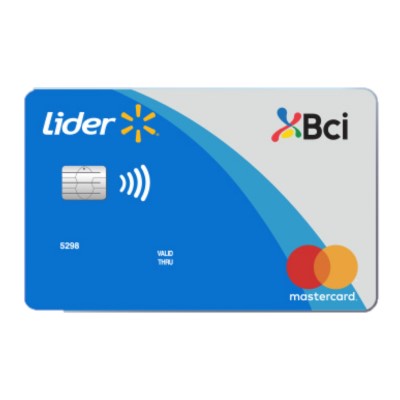 Lider
Bci
5298
VALID
THRU
mastercard.